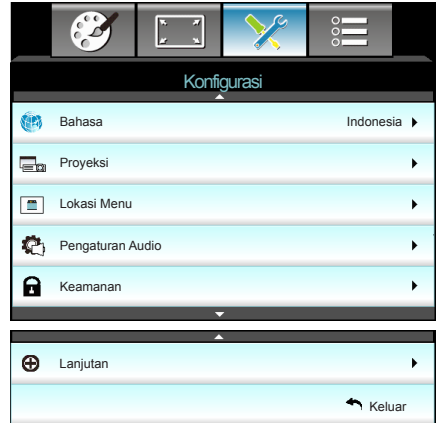 Konfigurasi
Bahasa Indonesia
Proyeksi
Lokasi Menu
Pengaturan Audio
Keamanan
Lanjutan
Keluar